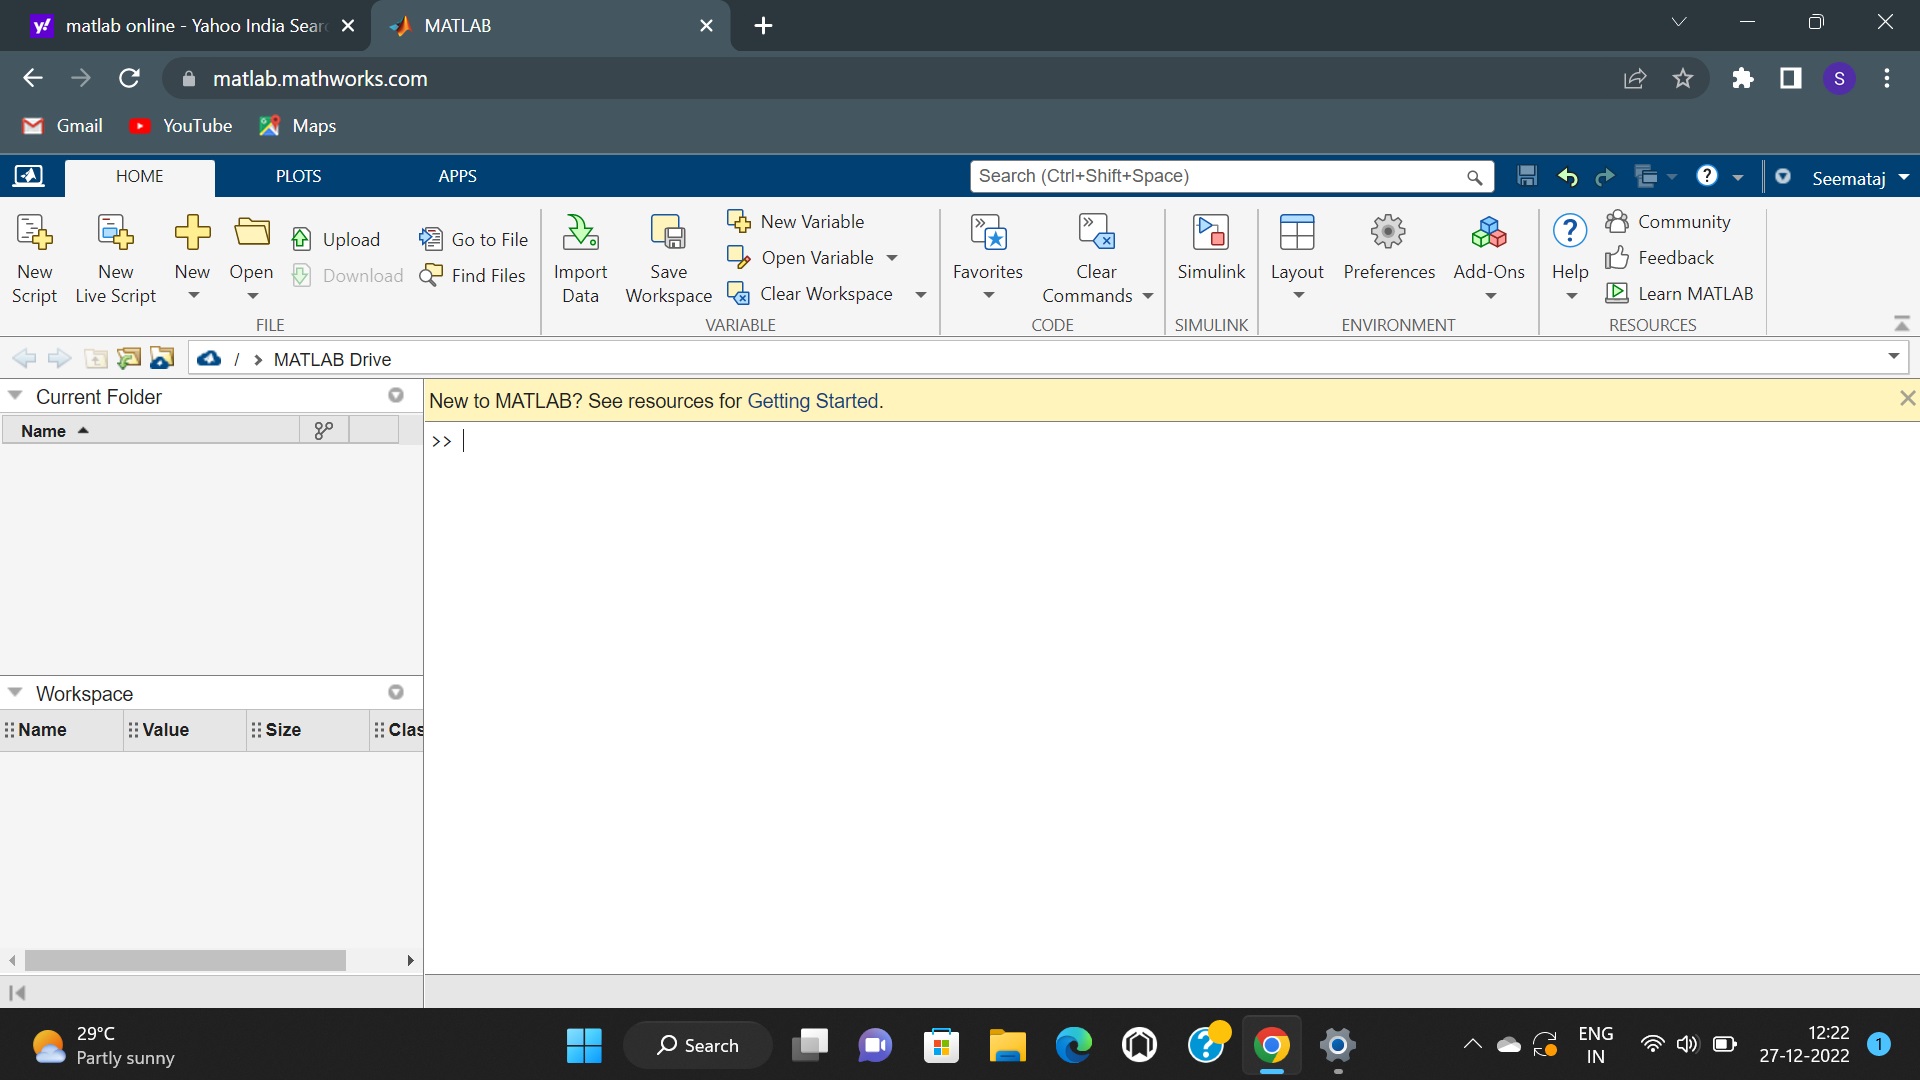 matlab online - Yahoo India Sear
MATLAB
matlab.mathworks.com
S
Gmail
YouTube
Maps
HOME
PLOTS
APPS
Search (Ctrl+Shift+Space)
Seemataj
New Script
New Live Script
New
Open
Upload
Download
Go to File
Find Files
FILE
Import Data
Save Workspace
New Variable
Open Variable
Clear Workspace
VARIABLE
Favorites
Clear Commands
CODE
Simulink
SIMULINK
Layout
Preferences
Add-Ons
ENVIRONMENT
Help
Community
Feedback
Learn MATLAB
RESOURCES
/ > MATLAB Drive
Current Folder
Name
New to MATLAB? See resources for Getting Started.
>>
Workspace
Name Value Size Clas
29°C
Partly sunny
Search
ENG
IN
12:22
27-12-2022
1